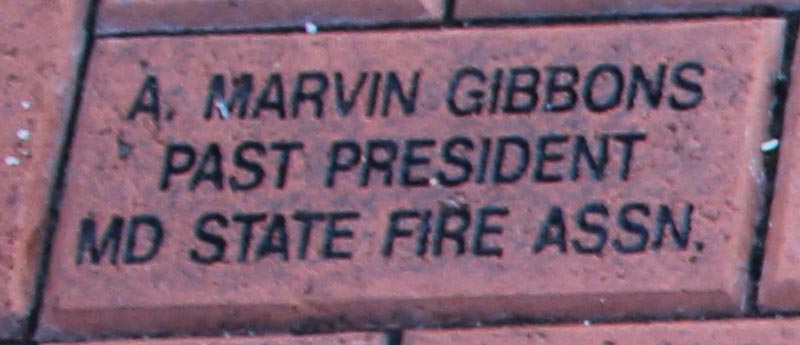 A. MARVIN GIBBONS
PAST PRESIDENT
MD STATE FIRE ASSN.